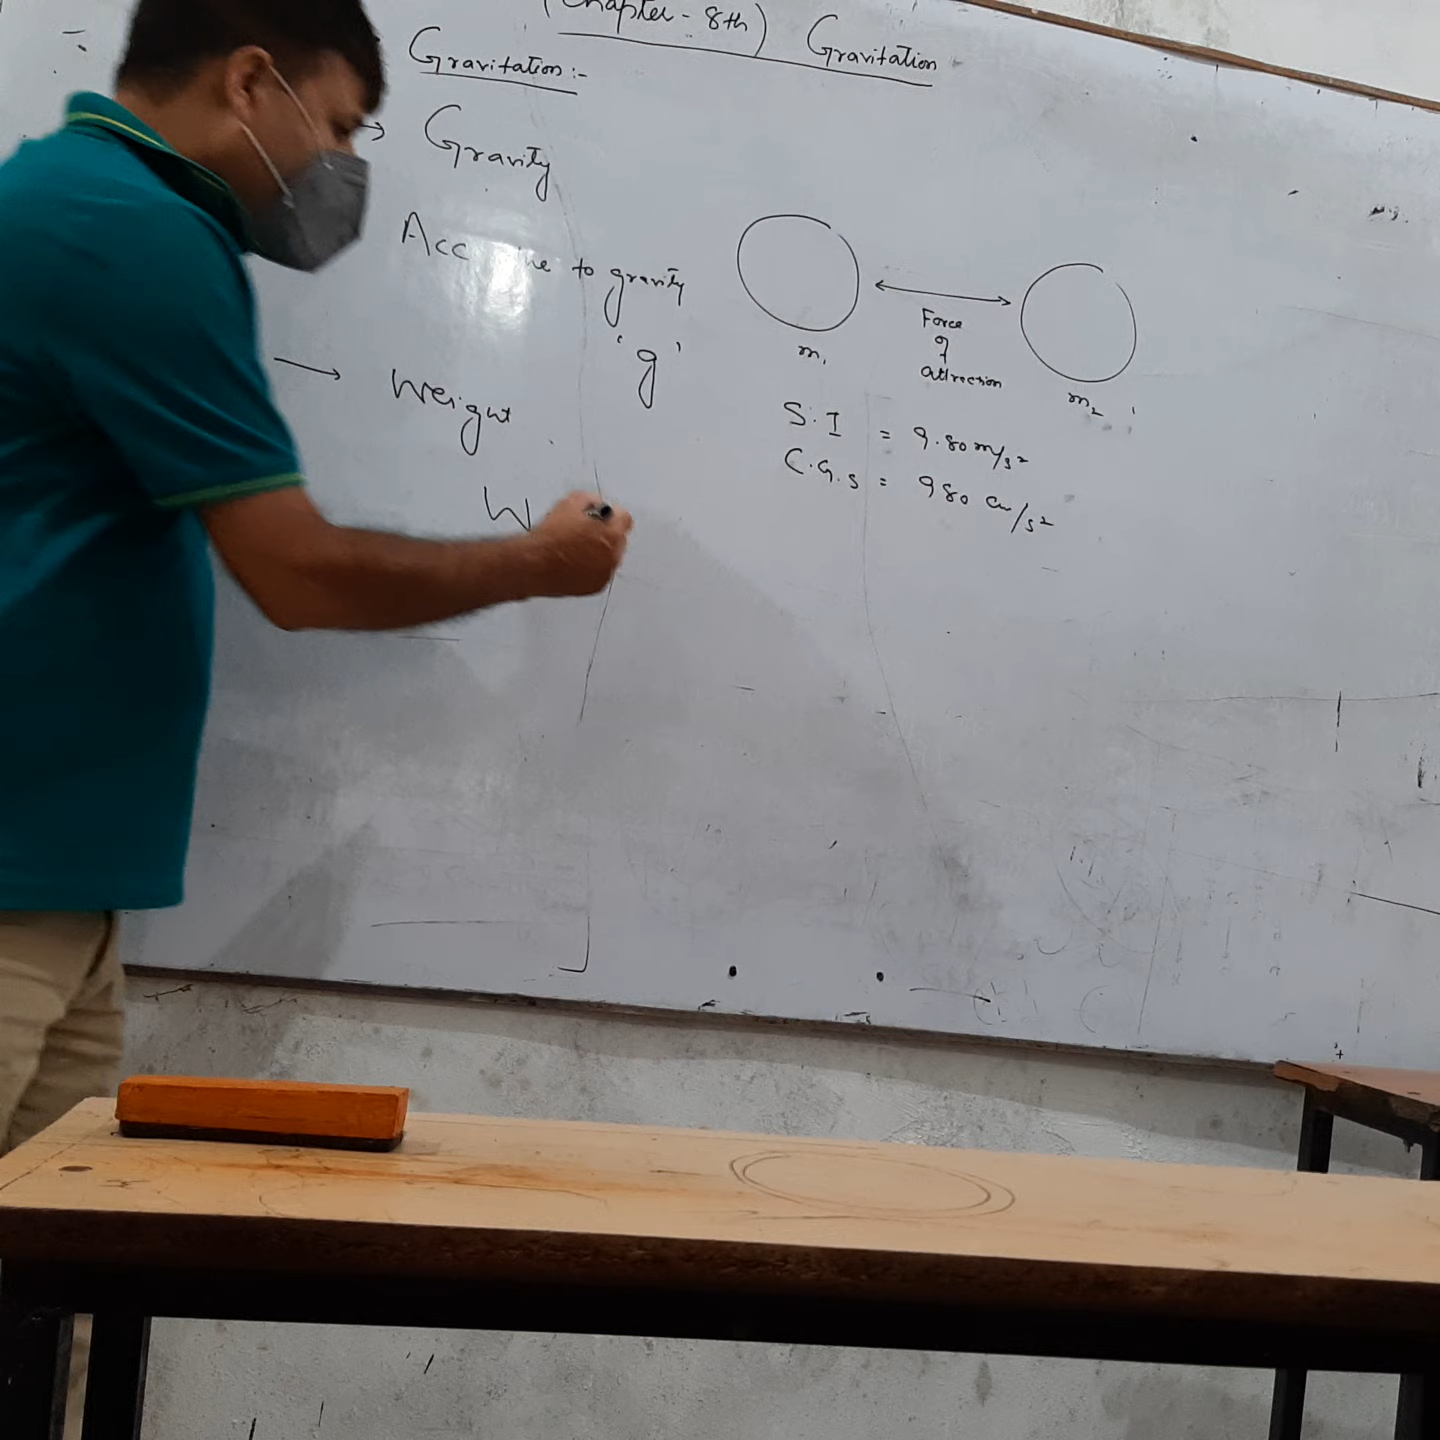 (Chapter - 8th) Gravitation
Gravitation :-
→ Gravity
Acc to gravity
'g'
→ Weight
W
m₁
Force
of
attraction
m₂
S.I = 9.80 m/s²
C.G.S = 980 cm/s²